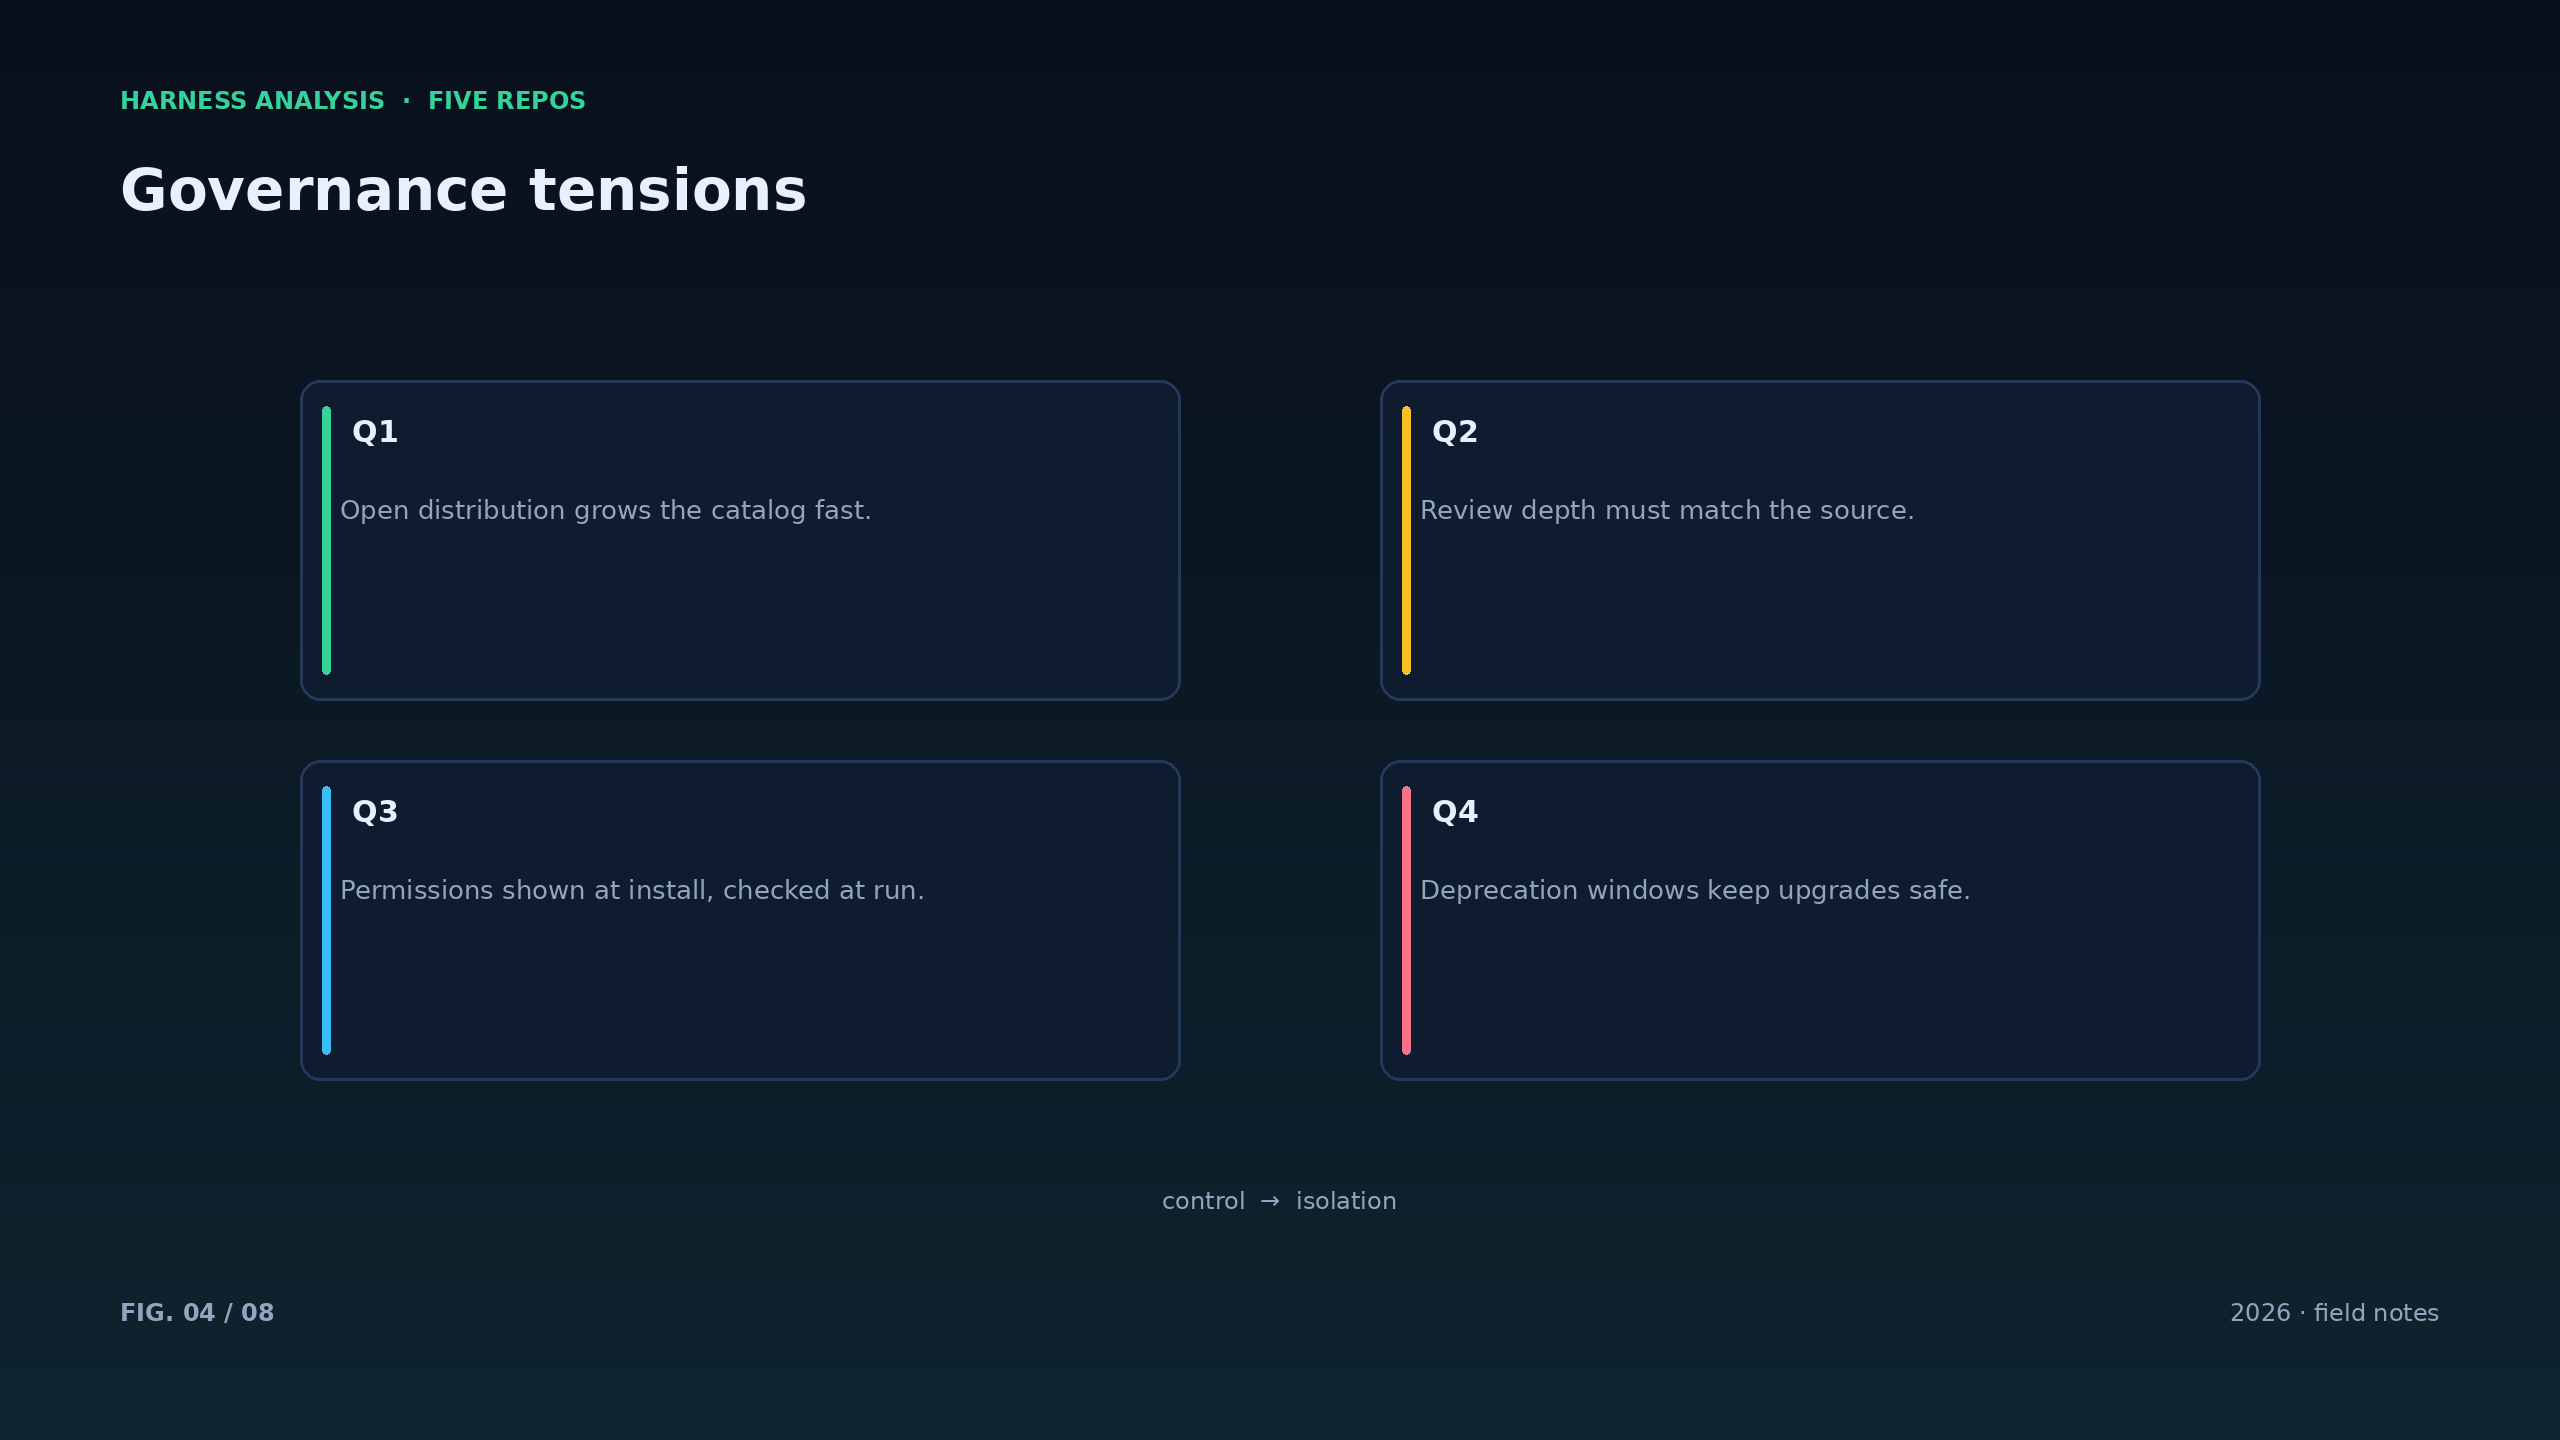 HARNESS ANALYSIS · FIVE REPOS
Governance tensions
Q1
Open distribution grows the catalog fast.
Q2
Review depth must match the source.
Q3
Permissions shown at install, checked at run.
Q4
Deprecation windows keep upgrades safe.
control → isolation
FIG. 04 / 08
2026 · field notes